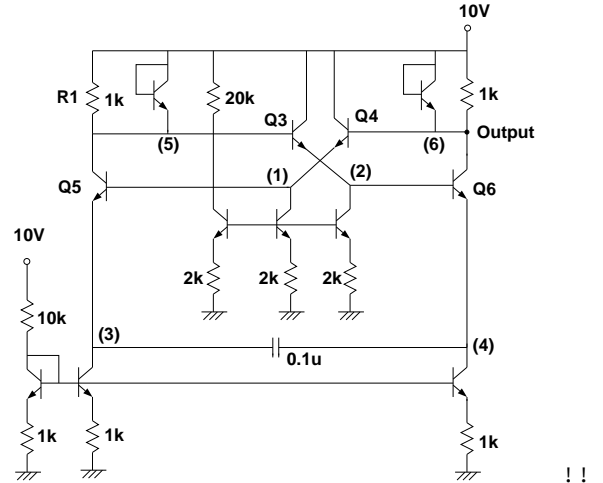 10V
R1
1k
20k
Q3
Q4
1k
(5)
(6)
Output
Q5
(1)
(2)
Q6
10V
2k
2k
2k
10k
(3)
(4)
0.1u
1k
1k
1k
! !